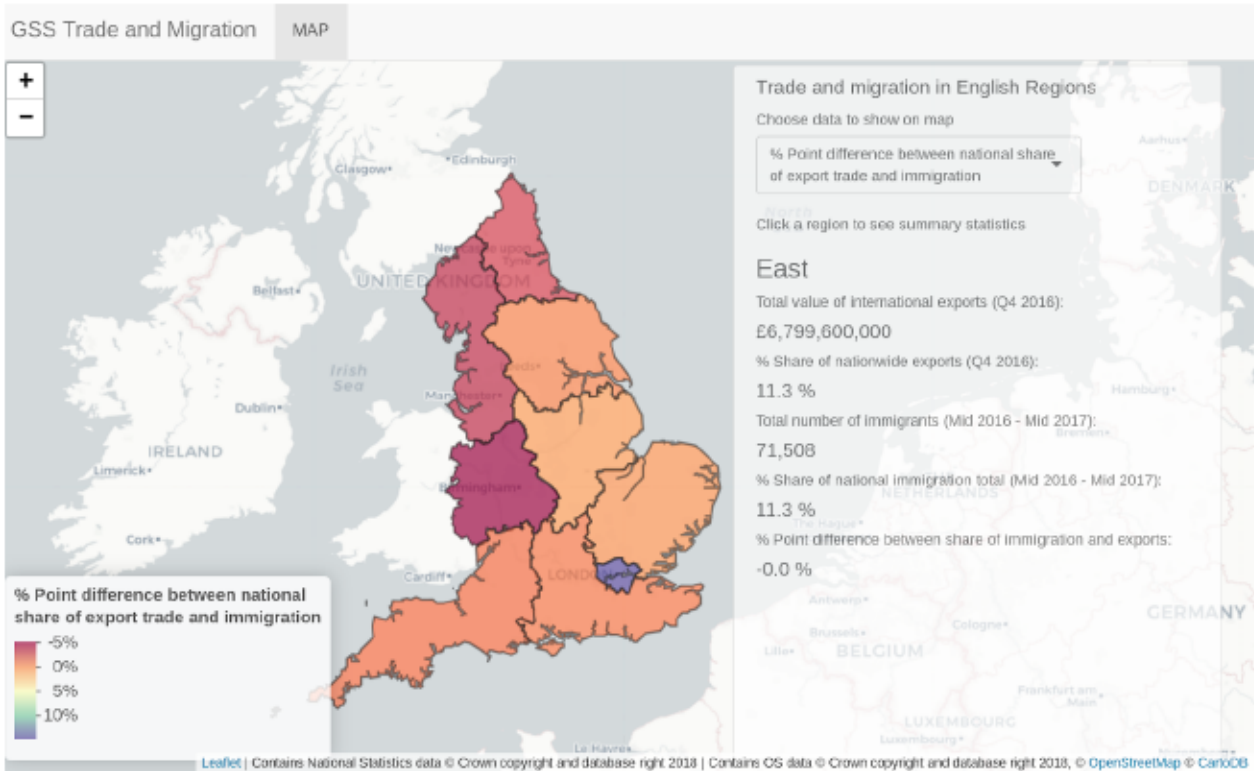 GSS Trade and Migration
MAP
+
−
Trade and migration in English Regions
Choose data to show on map
% Point difference between national share
of export trade and immigration
Click a region to see summary statistics
East
Total value of international exports (Q4 2016):
£6,799,600,000
% Share of nationwide exports (Q4 2016):
11.3 %
Total number of immigrants (Mid 2016 - Mid 2017):
71,508
% Share of national immigration total (Mid 2016 - Mid 2017):
11.3 %
% Point difference between share of immigration and exports:
-0.0 %
Glasgow
Edinburgh
Newcastle upon
Tyne
UNITED KINGDOM
Belfast
Irish
Sea
Manchester
Dublin
IRELAND
Limerick
Birmingham
Cork
Cardiff
LONDON
Aarhus
DENMARK
North
Hamburg
Bremen
NETHERLANDS
The Hague
Antwerp
Brussels
Cologne
GERMANY
Lille
BELGIUM
Frankfurt am
Main
LUXEMBOURG
Luxembourg
Le Havre
% Point difference between national
share of export trade and immigration
-5%
0%
5%
10%
Leaflet | Contains National Statistics data © Crown copyright and database right 2018 | Contains OS data © Crown copyright and database right 2018, © OpenStreetMap © CartoDB